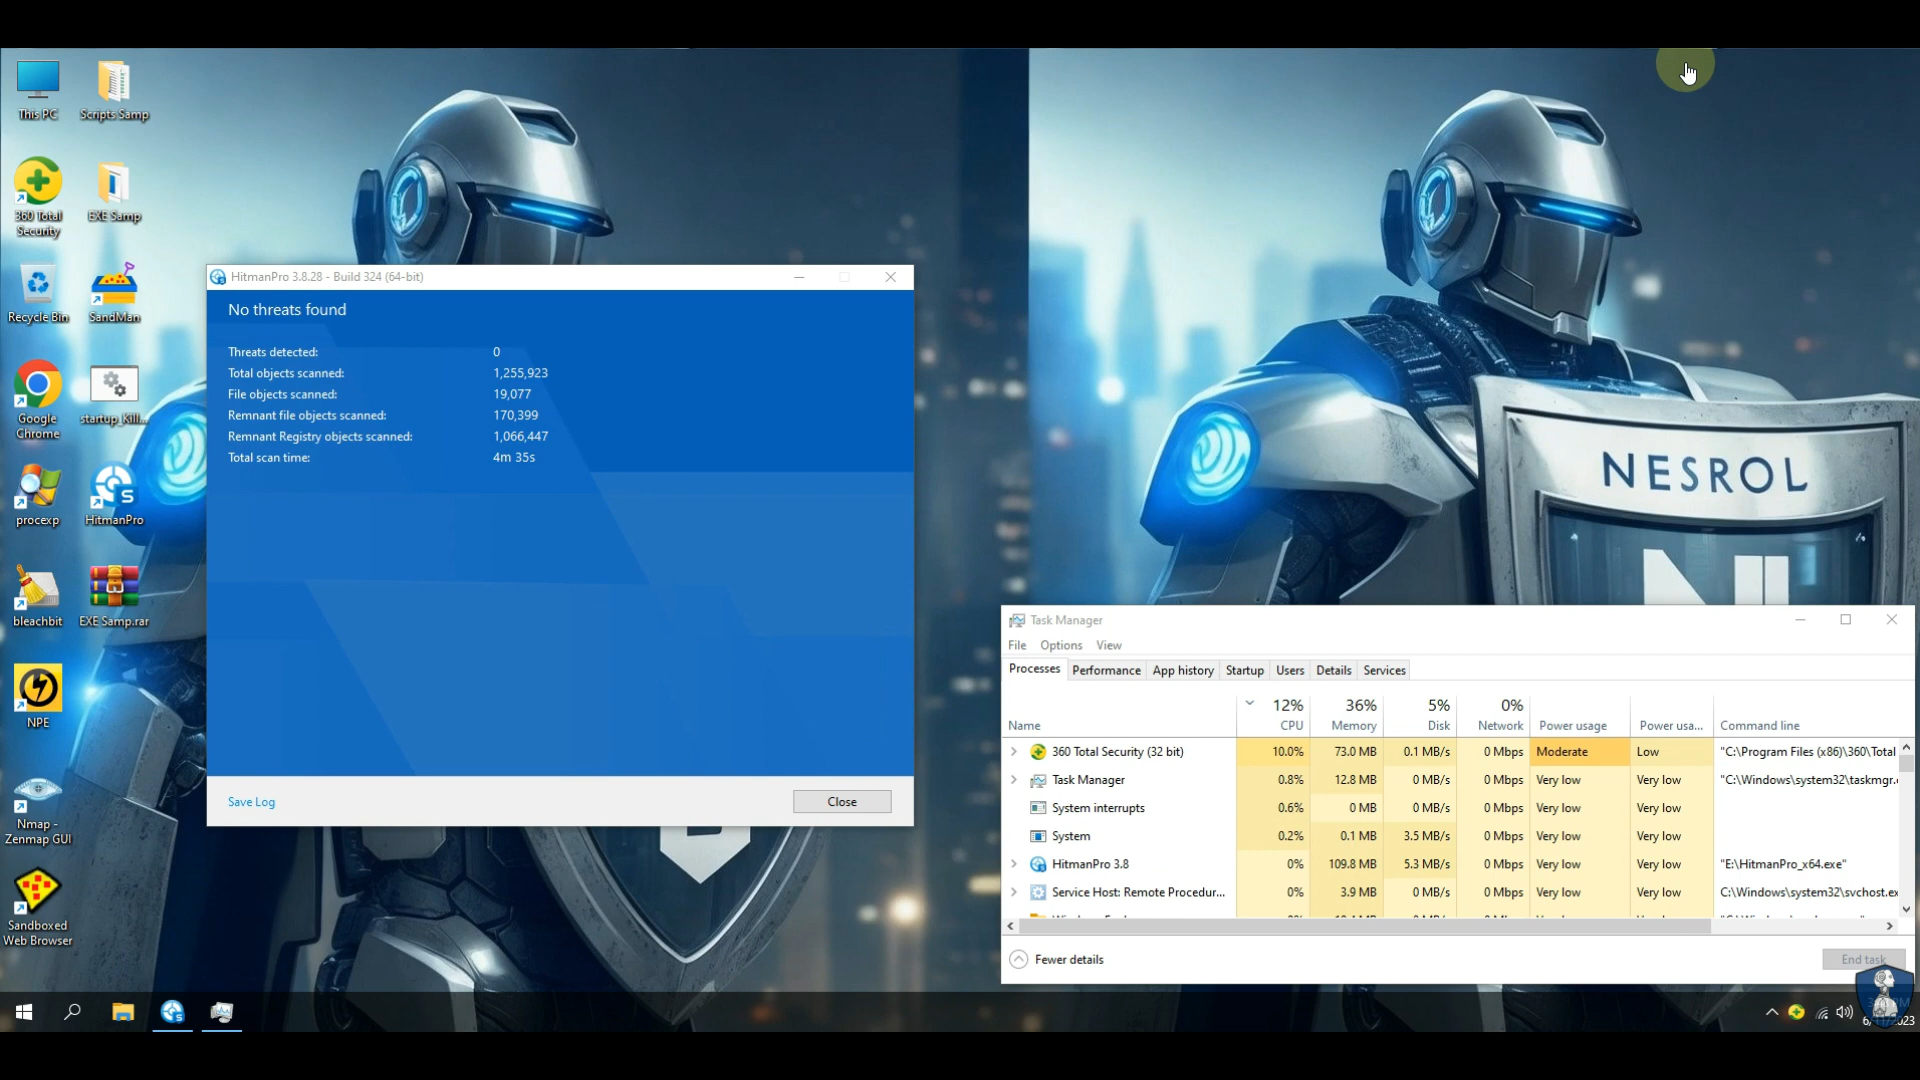 This PC
Scripts Samp
360 Total
Security
EXE Samp
Recycle Bin
SandMan
Google
Chrome
startup_Kill...
procexp
HitmanPro
bleachbit
EXE Samp.rar
NPE
Nmap -
Zenmap GUI
Sandboxed
Web Browser
HitmanPro 3.8.28 - Build 324 (64-bit)
No threats found
Threats detected: 0
Total objects scanned: 1,255,923
File objects scanned: 19,077
Remnant file objects scanned: 170,399
Remnant Registry objects scanned: 1,066,447
Total scan time: 4m 35s
Save Log
Close
NESROL
Task Manager
File Options View
Processes Performance App history Startup Users Details Services
12% 36% 5% 0%
Name CPU Memory Disk Network Power usage Power usa... Command line
360 Total Security (32 bit) 10.0% 73.0 MB 0.1 MB/s 0 Mbps Moderate Low "C:\Program Files (x86)\360\Total
Task Manager 0.8% 12.8 MB 0 MB/s 0 Mbps Very low Very low "C:\Windows\system32\taskmgr.e
System interrupts 0.6% 0 MB 0 MB/s 0 Mbps Very low Very low
System 0.2% 0.1 MB 3.5 MB/s 0 Mbps Very low Very low
HitmanPro 3.8 0% 109.8 MB 5.3 MB/s 0 Mbps Very low Very low "E:\HitmanPro_x64.exe"
Service Host: Remote Procedur... 0% 3.9 MB 0 MB/s 0 Mbps Very low Very low C:\Windows\system32\svchost.ex
Fewer details
End task